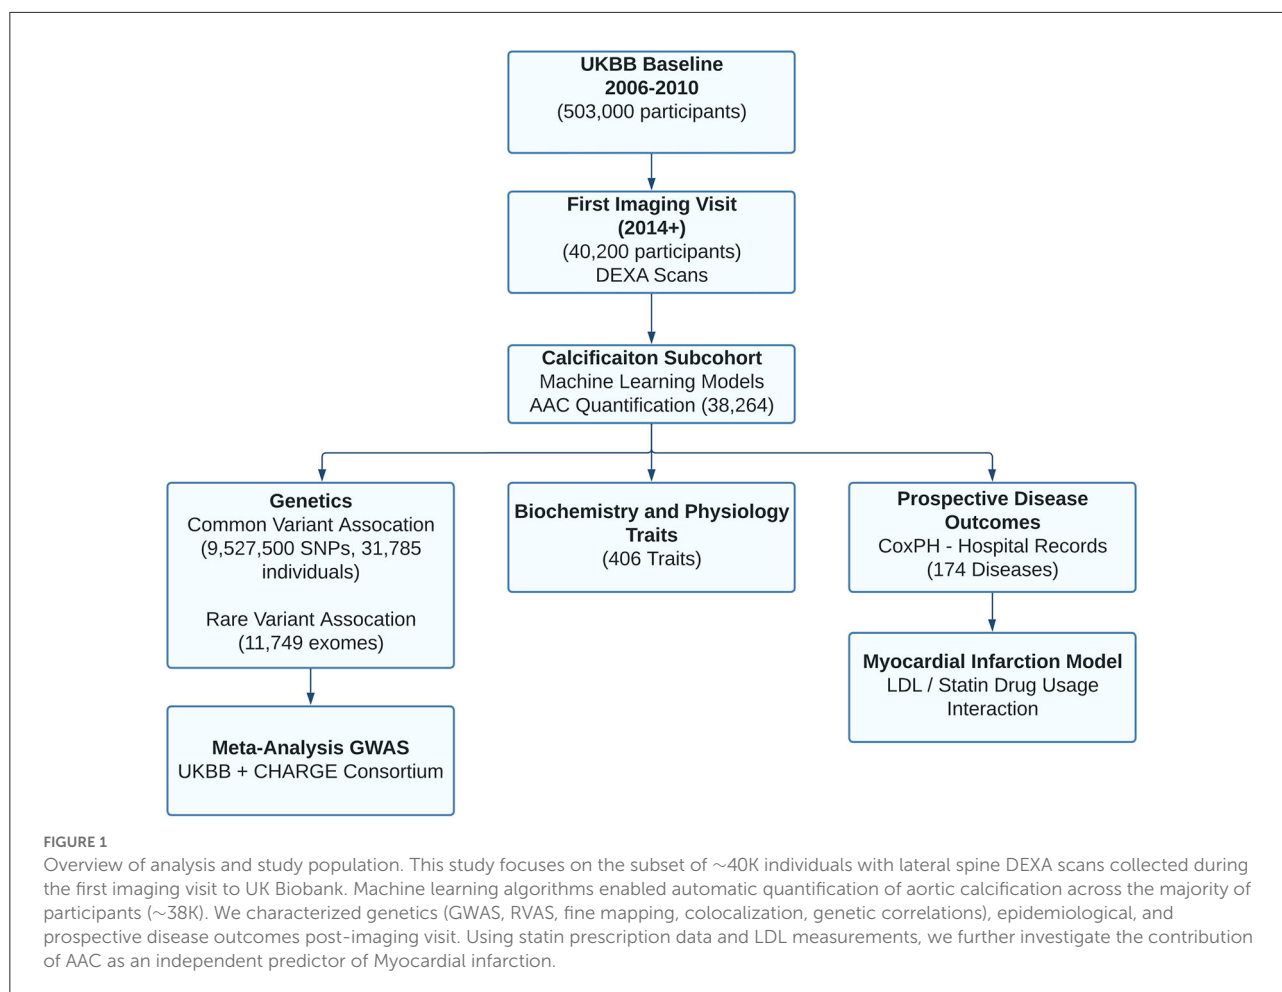 UKBB Baseline
2006-2010
(503,000 participants)
First Imaging Visit
(2014+)
(40,200 participants)
DEXA Scans
Calcificaiton Subcohort
Machine Learning Models
AAC Quantification (38,264)
Genetics
Common Variant Assocation
(9,527,500 SNPs, 31,785
individuals)
Rare Variant Assocation
(11,749 exomes)
Biochemistry and Physiology
Traits
(406 Traits)
Prospective Disease
Outcomes
CoxPH - Hospital Records
(174 Diseases)
Myocardial Infarction Model
LDL / Statin Drug Usage
Interaction
Meta-Analysis GWAS
UKBB + CHARGE Consortium
FIGURE 1
Overview of analysis and study population. This study focuses on the subset of ∼40K individuals with lateral spine DEXA scans collected during
the first imaging visit to UK Biobank. Machine learning algorithms enabled automatic quantification of aortic calcification across the majority of
participants (∼38K). We characterized genetics (GWAS, RVAS, fine mapping, colocalization, genetic correlations), epidemiological, and
prospective disease outcomes post-imaging visit. Using statin prescription data and LDL measurements, we further investigate the contribution
of AAC as an independent predictor of Myocardial infarction.